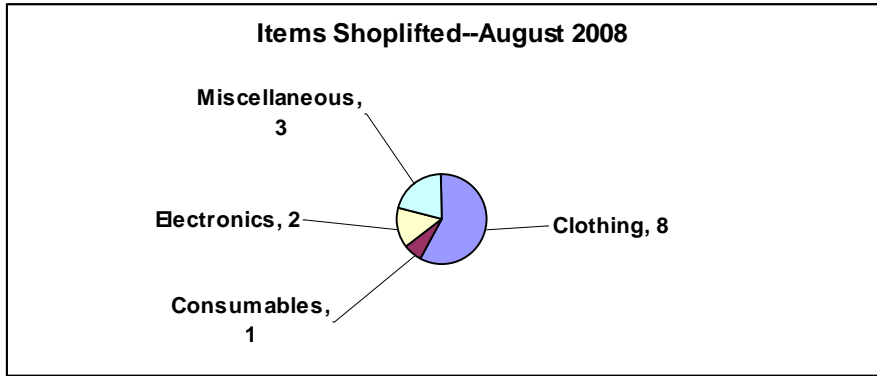 Items Shoplifted--August 2008
Miscellaneous,
3
Electronics, 2
Clothing, 8
Consumables,
1